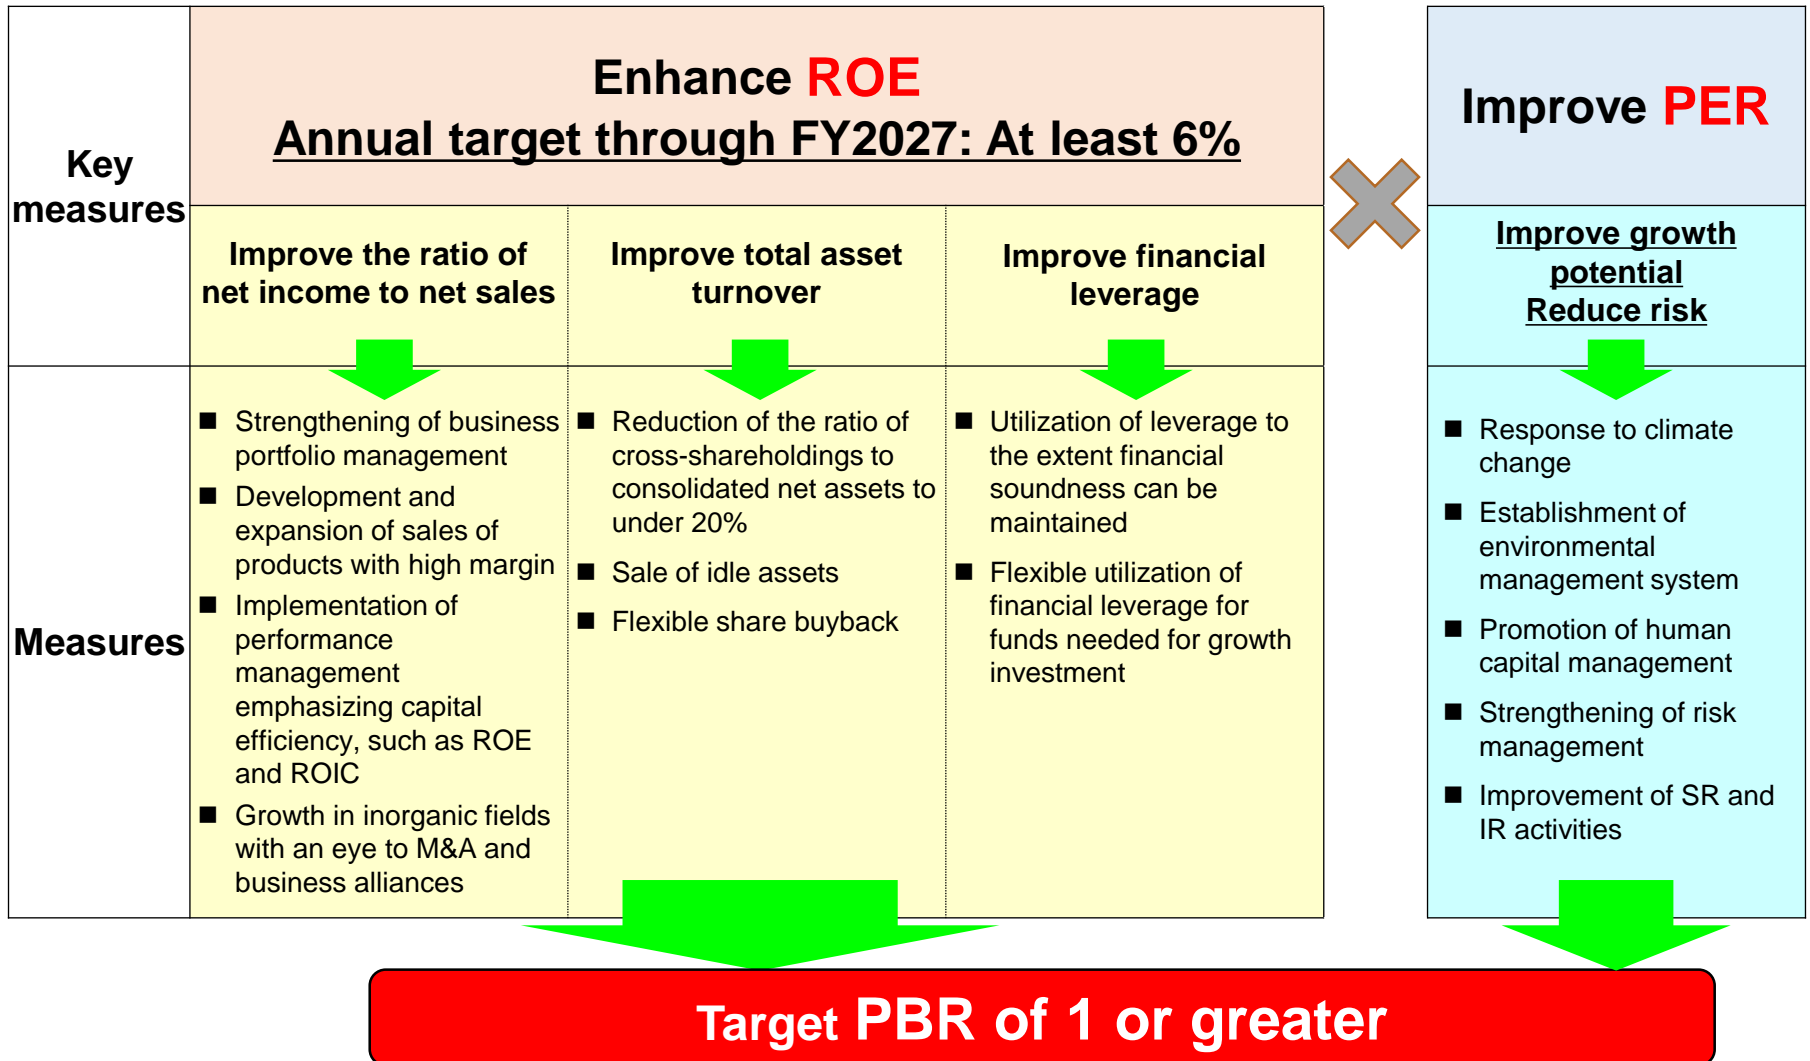 Key
measures
Enhance ROE
Annual target through FY2027: At least 6%
Improve PER
Improve the ratio of
net income to net sales
Improve total asset
turnover
Improve financial
leverage
Improve growth
potential
Reduce risk
Measures
■ Strengthening of business
portfolio management
■ Development and
expansion of sales of
products with high margin
■ Implementation of
performance
management
emphasizing capital
efficiency, such as ROE
and ROIC
■ Growth in inorganic fields
with an eye to M&A and
business alliances
■ Reduction of the ratio of
cross-shareholdings to
consolidated net assets to
under 20%
■ Sale of idle assets
■ Flexible share buyback
■ Utilization of leverage to
the extent financial
soundness can be
maintained
■ Flexible utilization of
financial leverage for
funds needed for growth
investment
■ Response to climate
change
■ Establishment of
environmental
management system
■ Promotion of human
capital management
■ Strengthening of risk
management
■ Improvement of SR and
IR activities
Target PBR of 1 or greater